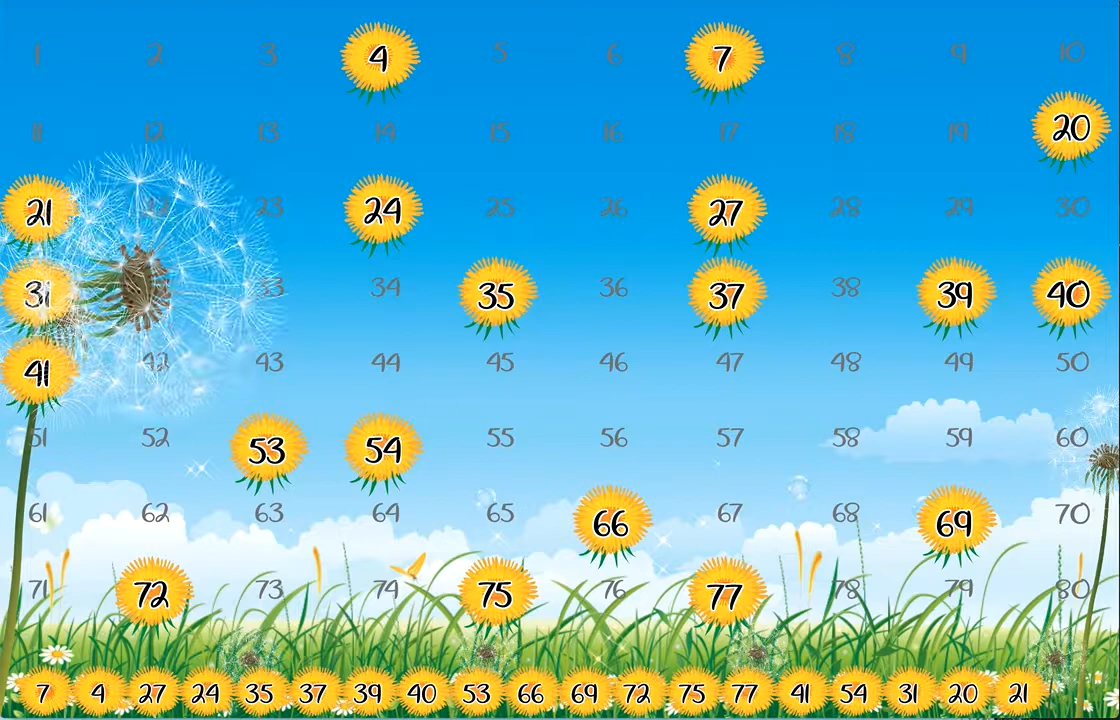 1 2 3 4 5 6 7 8 9 10
11 12 13 14 15 16 17 18 19 20
21 23 24 25 26 27 28 29 30
31 33 34 35 36 37 38 39 40
41 42 43 44 45 46 47 48 49 50
51 52 53 54 55 56 57 58 59 60
61 62 63 64 65 66 67 68 69 70
71 72 73 74 75 76 77 78 79 80
7 4 27 24 35 37 39 40 53 66 69 72 75 77 41 54 31 20 21